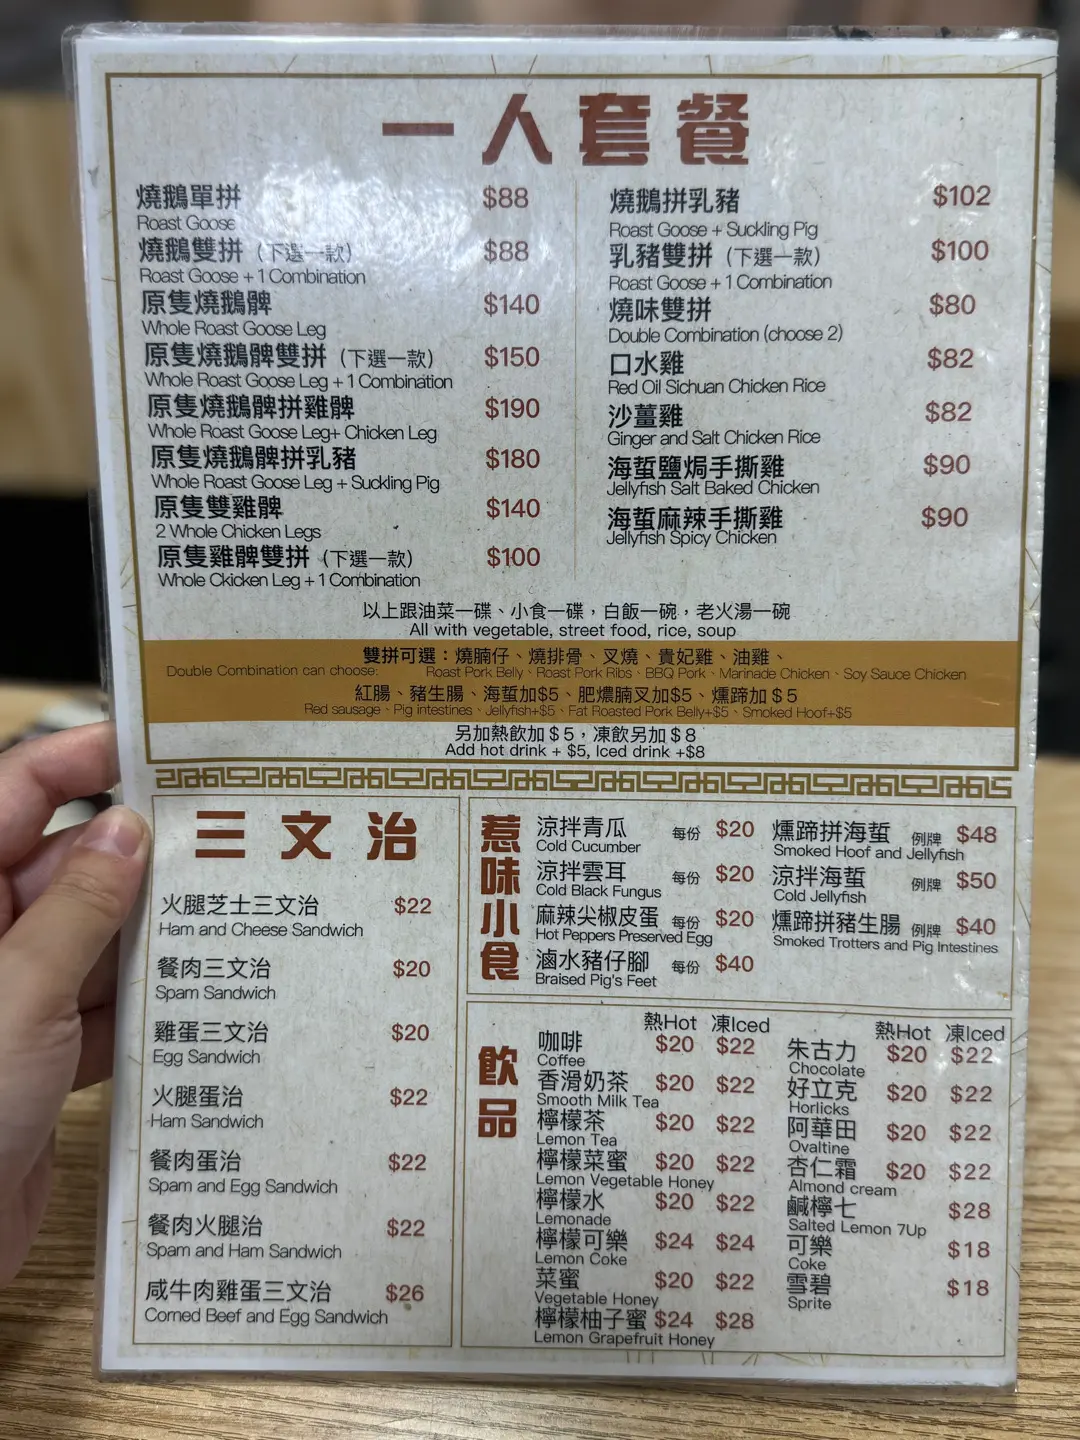 一人套餐
燒鵝單拼 $88
Roast Goose
燒鵝雙拼（下選一款） $88
Roast Goose + 1 Combination
原隻燒鵝髀 $140
Whole Roast Goose Leg
原隻燒鵝髀雙拼（下選一款） $150
Whole Roast Goose Leg + 1 Combination
原隻燒鵝髀拼雞髀 $190
Whole Roast Goose Leg+ Chicken Leg
原隻燒鵝髀拼乳豬 $180
Whole Roast Goose Leg + Suckling Pig
原隻雙雞髀 $140
2 Whole Chicken Legs
原隻雞髀雙拼（下選一款） $100
Whole Ckicken Leg + 1 Combination
燒鵝拼乳豬 $102
Roast Goose + Suckling Pig
乳豬雙拼（下選一款） $100
Roast Goose + 1 Combination
燒味雙拼 $80
Double Combination (choose 2)
口水雞 $82
Red Oil Sichuan Chicken Rice
沙薑雞 $82
Ginger and Salt Chicken Rice
海蜇鹽焗手撕雞 $90
Jellyfish Salt Baked Chicken
海蜇麻辣手撕雞 $90
Jellyfish Spicy Chicken
以上跟油菜一碟、小食一碟，白飯一碗，老火湯一碗
All with vegetable, street food, rice, soup
雙拼可選：燒腩仔、燒排骨、叉燒、貴妃雞、油雞、
Double Combination can choose: Roast Pork Belly、Roast Pork Ribs、BBQ Pork、Marinade Chicken、Soy Sauce Chicken
紅腸、豬生腸、海蜇加$5、肥燶腩叉加$5、燻蹄加＄5
Red sausage、Pig intestines、Jellyfish+$5、Fat Roasted Pork Belly+$5、Smoked Hoof+$5
另加熱飲加＄5，凍飲另加＄8
Add hot drink + $5, Iced drink +$8
三文治
火腿芝士三文治 $22
Ham and Cheese Sandwich
餐肉三文治 $20
Spam Sandwich
雞蛋三文治 $20
Egg Sandwich
火腿蛋治 $22
Ham Sandwich
餐肉蛋治 $22
Spam and Egg Sandwich
餐肉火腿治 $22
Spam and Ham Sandwich
咸牛肉雞蛋三文治 $26
Corned Beef and Egg Sandwich
惹味小食
涼拌青瓜 每份 $20
Cold Cucumber
涼拌雲耳 每份 $20
Cold Black Fungus
麻辣尖椒皮蛋 每份 $20
Hot Peppers Preserved Egg
滷水豬仔腳 每份 $40
Braised Pig's Feet
燻蹄拼海蜇 例牌 $48
Smoked Hoof and Jellyfish
涼拌海蜇 例牌 $50
Cold Jellyfish
燻蹄拼豬生腸 例牌 $40
Smoked Trotters and Pig Intestines
飲品
熱Hot 凍Iced
咖啡 $20 $22
Coffee
香滑奶茶 $20 $22
Smooth Milk Tea
檸檬茶 $20 $22
Lemon Tea
檸檬菜蜜 $20 $22
Lemon Vegetable Honey
檸檬水 $20 $22
Lemonade
檸檬可樂 $24 $24
Lemon Coke
菜蜜 $20 $22
Vegetable Honey
檸檬柚子蜜 $24 $28
Lemon Grapefruit Honey
熱Hot 凍Iced
朱古力 $20 $22
Chocolate
好立克 $20 $22
Horlicks
阿華田 $20 $22
Ovaltine
杏仁霜 $20 $22
Almond cream
鹹檸七 $28
Salted Lemon 7Up
可樂 $18
Coke
雪碧 $18
Sprite